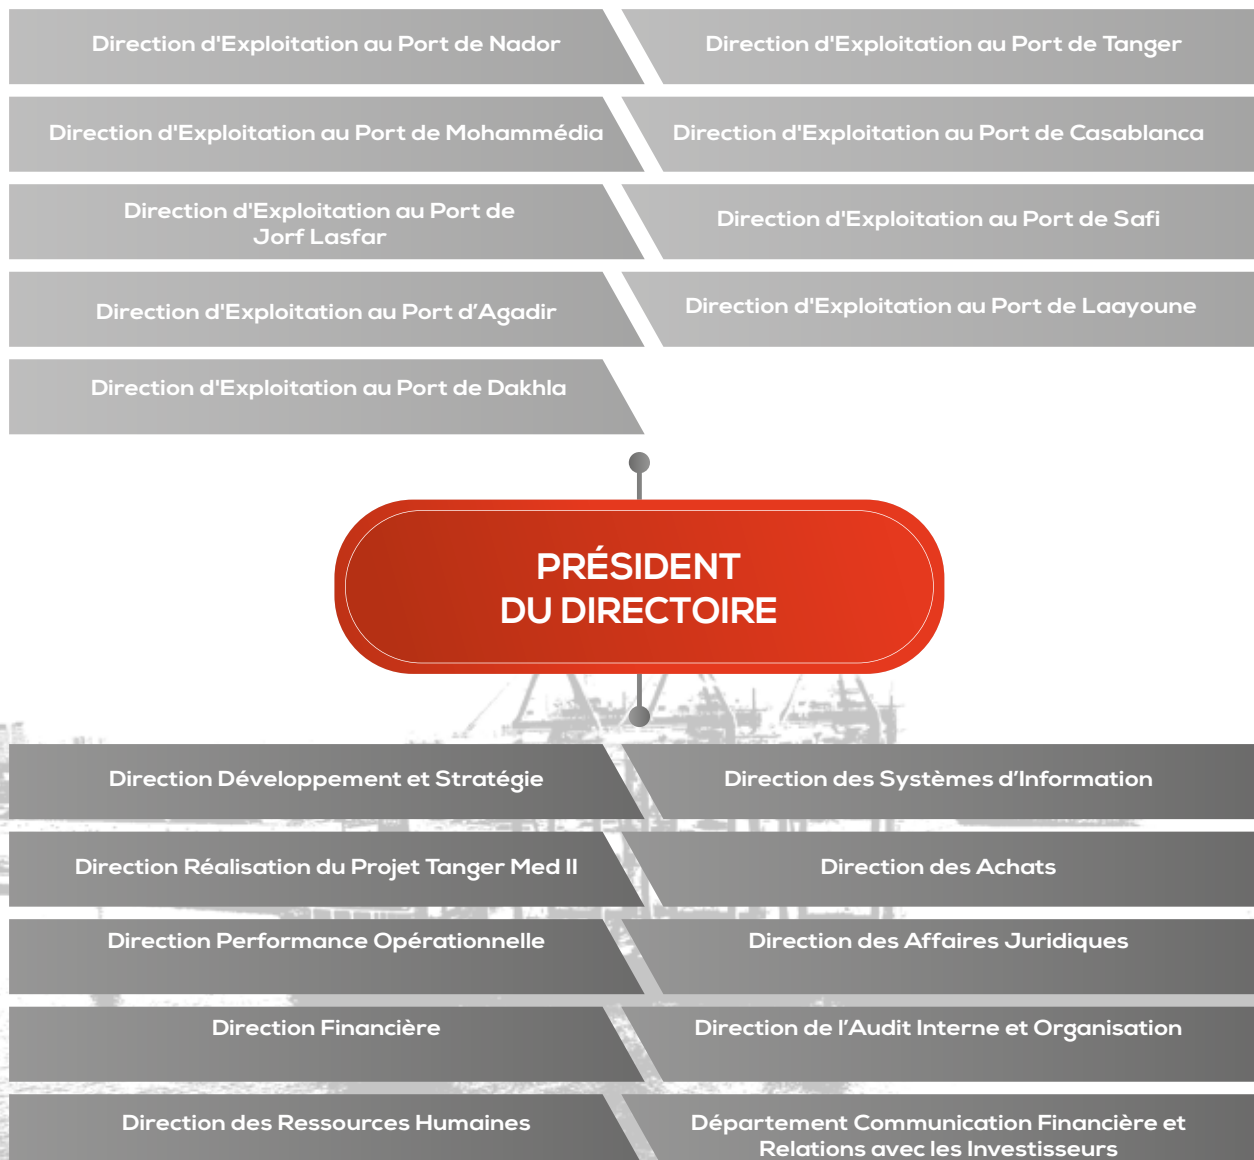 Direction d'Exploitation au Port de Nador
Direction d'Exploitation au Port de Tanger
Direction d'Exploitation au Port de Mohammédia
Direction d'Exploitation au Port de Casablanca
Direction d'Exploitation au Port de
Jorf Lasfar
Direction d'Exploitation au Port de Safi
Direction d'Exploitation au Port d’Agadir
Direction d'Exploitation au Port de Laayoune
Direction d'Exploitation au Port de Dakhla
PRÉSIDENT
DU DIRECTOIRE
Direction Développement et Stratégie
Direction des Systèmes d’Information
Direction Réalisation du Projet Tanger Med II
Direction des Achats
Direction Performance Opérationnelle
Direction des Affaires Juridiques
Direction Financière
Direction de l’Audit Interne et Organisation
Direction des Ressources Humaines
Département Communication Financière et
Relations avec les Investisseurs